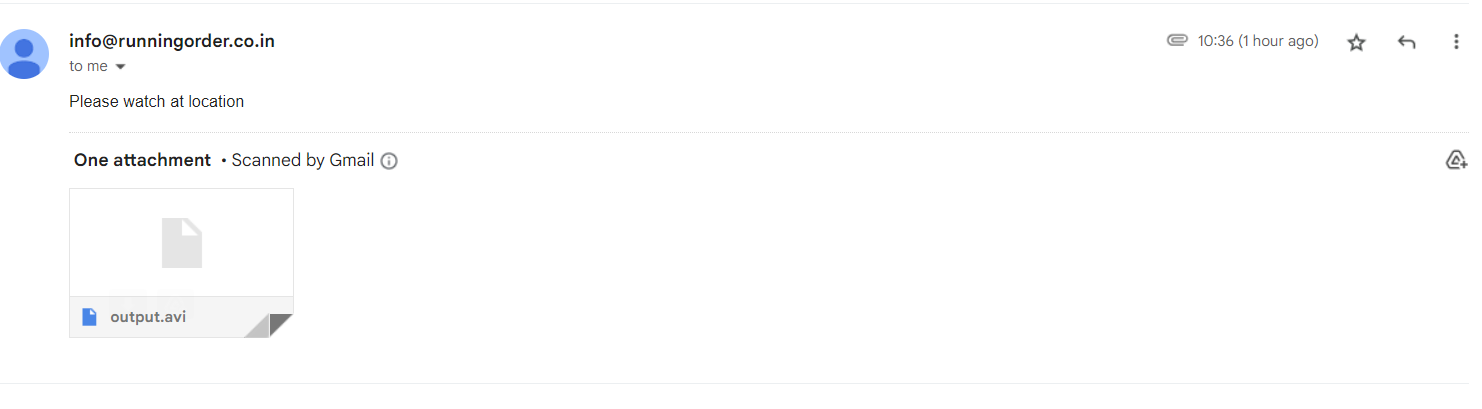 info@runningorder.co.in
10:36 (1 hour ago)
to me
Please watch at location
One attachment • Scanned by Gmail
output.avi